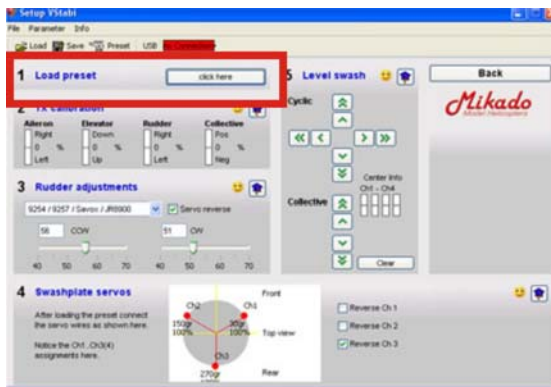 Setup VStabi
File Parameter Info
Load Save Preset USB
1 Load preset click here
2 TX calibration
Aileron Elevator Rudder Collective
Right Down Right Pos
0 % 0 % 0 % 0 %
Left Up Left Neg
3 Rudder adjustments
9254 / 9257 / Savox / JR8900 Servo reverse
56 CCW 51 CW
40 50 60 70 40 50 60 70
4 Swashplate servos
After loading the preset connect
the servo wires as shown here.
Notice the Ch1..Ch3(4)
assignments here.
Front
Ch2 Ch1
150gr 30gr
100% 100% Top view
Ch3
270gr Rear
Reverse Ch 1
Reverse Ch 2
Reverse Ch 3
5 Level swash
Cyclic
Center Info
Ch1 - Ch4
Collective
Clear
Back
Mikado
Model Helicopters